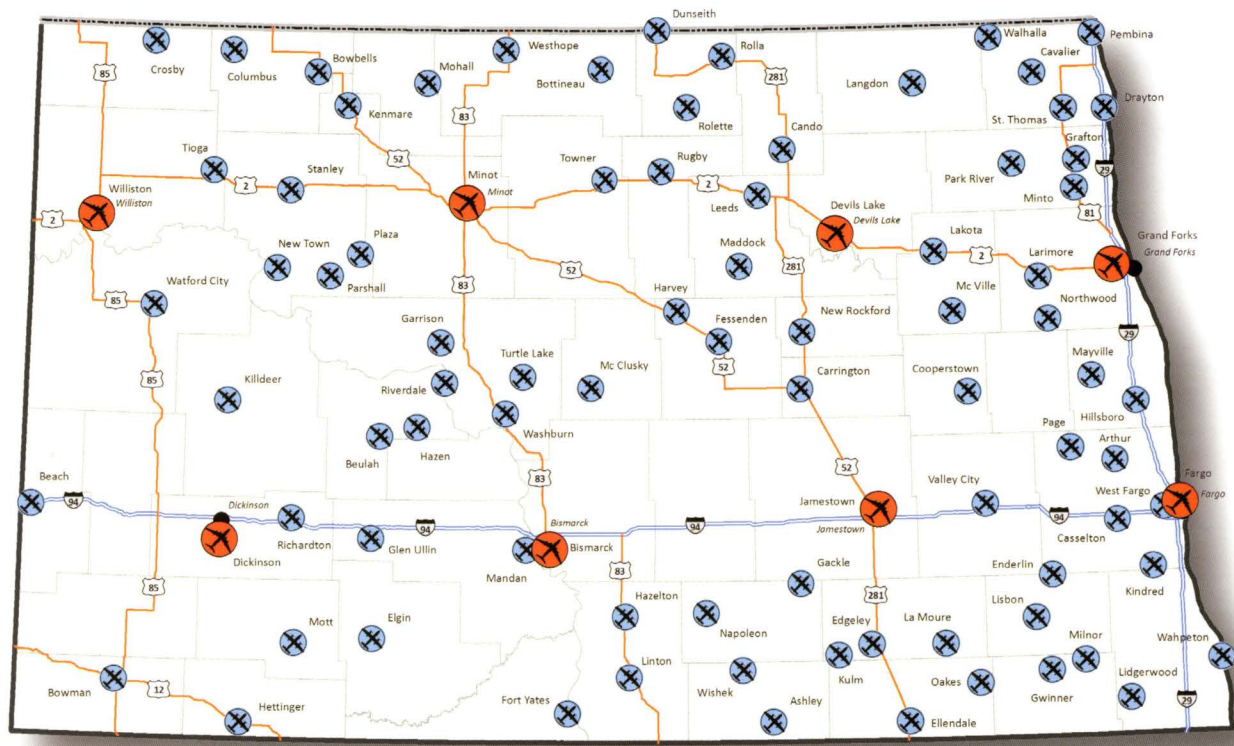 Dunseith
Walhalla
Pembina
Crosby
Columbus
Bowbells
Westhope
Rolla
Cavalier
85
Mohall
Bottineau
281
Langdon
Kenmare
83
Rolette
St. Thomas
Drayton
Cando
Grafton
52
Tioga
Stanley
Minot
Minot
Towner
Rugby
2
29
Park River
Williston
Williston
2
2
Leeds
Devils Lake
Devils Lake
Minto
81
New Town
Plaza
Maddock
Lakota
Grand Forks
Grand Forks
Parshall
52
281
2
Larimore
Watford City
85
83
Harvey
Mc Ville
Northwood
Garrison
Fessenden
New Rockford
29
85
Killdeer
Turtle Lake
Mc Clusky
52
Carrington
Cooperstown
Mayville
Riverdale
Hillsboro
Washburn
Page
Arthur
Beulah
Hazen
52
Beach
83
Valley City
Fargo
Fargo
94
Dickinson
Bismarck
Jamestown
Jamestown
West Fargo
Richardton
94
Bismarck
94
94
Casselton
Dickinson
Glen Ullin
Mandan
83
Gackle
Enderlin
Kindred
85
Hazelton
281
Lisbon
Mott
Elgin
Napoleon
Edgeley
La Moure
Milnor
Wahpeton
Bowman
12
Linton
Wishek
Kulm
Oakes
Gwinner
Lidgerwood
Hettinger
Fort Yates
Ashley
Ellendale
29